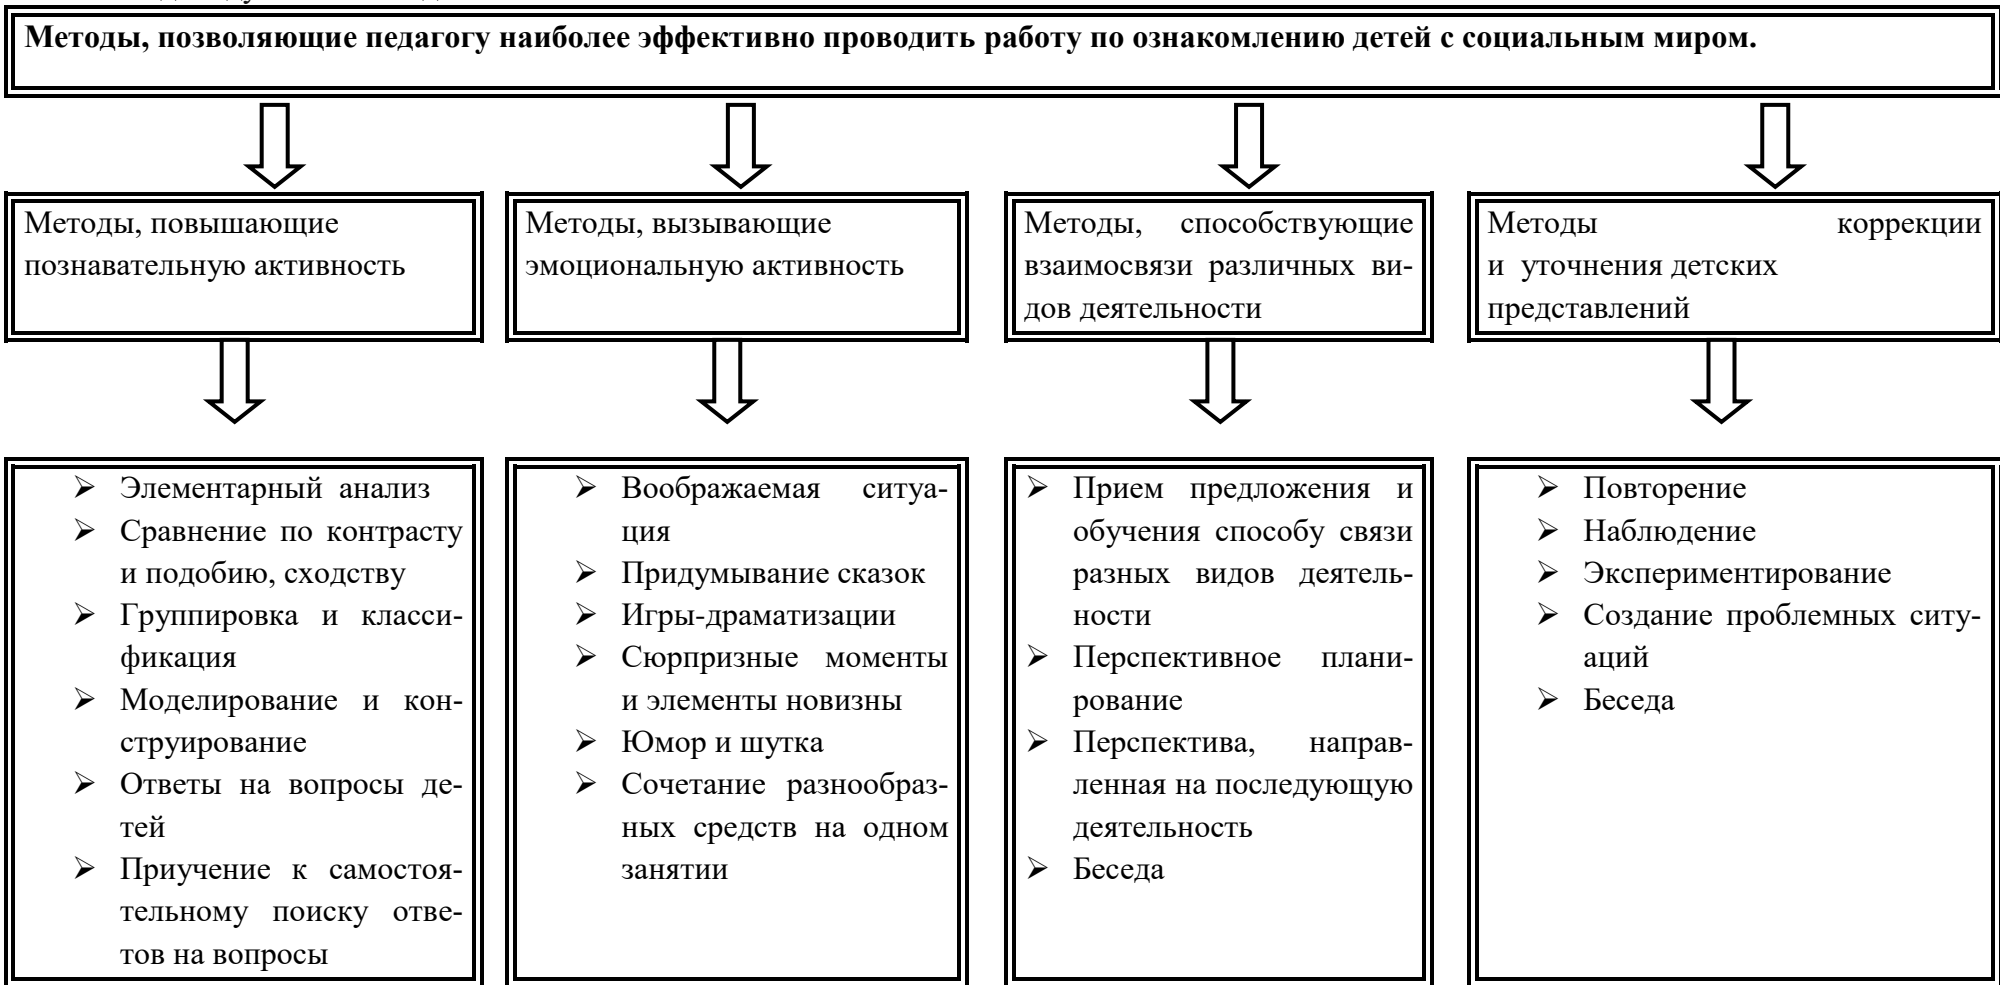 Методы, позволяющие педагогу наиболее эффективно проводить работу по ознакомлению детей с социальным миром.
Методы, повышающие
познавательную активность
Методы, вызывающие
эмоциональную активность
Методы, способствующие
взаимосвязи различных ви-
дов деятельности
Методы коррекции
и уточнения детских
представлений
➢ Элементарный анализ
➢ Сравнение по контрасту
и подобию, сходству
➢ Группировка и класси-
фикация
➢ Моделирование и кон-
струирование
➢ Ответы на вопросы де-
тей
➢ Приучение к самостоя-
тельному поиску отве-
тов на вопросы
➢ Воображаемая ситуа-
ция
➢ Придумывание сказок
➢ Игры-драматизации
➢ Сюрпризные моменты
и элементы новизны
➢ Юмор и шутка
➢ Сочетание разнообраз-
ных средств на одном
занятии
➢ Прием предложения и
обучения способу связи
разных видов деятель-
ности
➢ Перспективное плани-
рование
➢ Перспектива, направ-
ленная на последующую
деятельность
➢ Беседа
➢ Повторение
➢ Наблюдение
➢ Экспериментирование
➢ Создание проблемных ситу-
аций
➢ Беседа